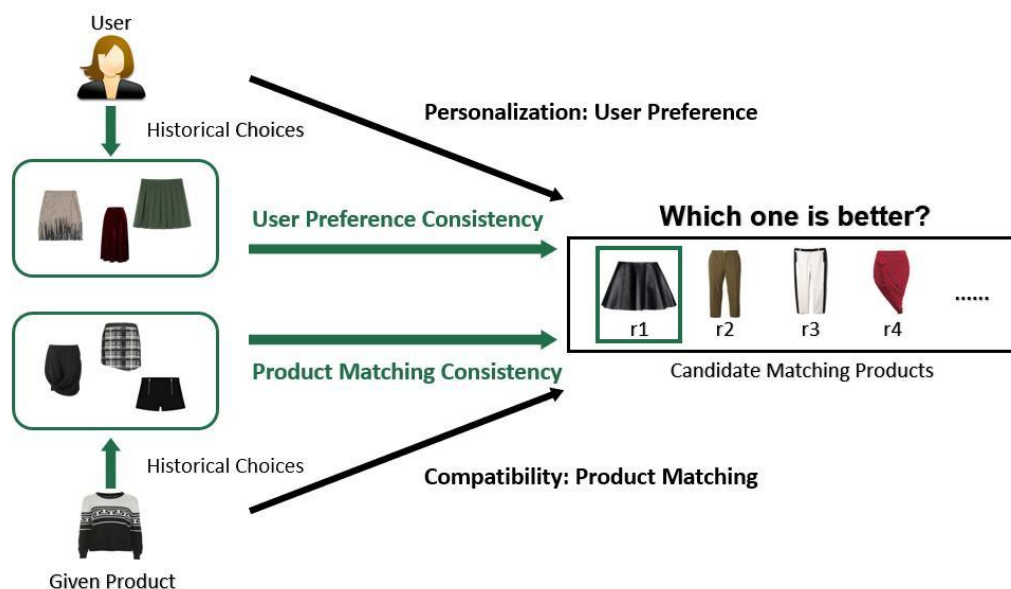 User
Historical Choices
Personalization: User Preference
User Preference Consistency
Which one is better?
r1
r2
r3
r4
......
Candidate Matching Products
Product Matching Consistency
Historical Choices
Compatibility: Product Matching
Given Product